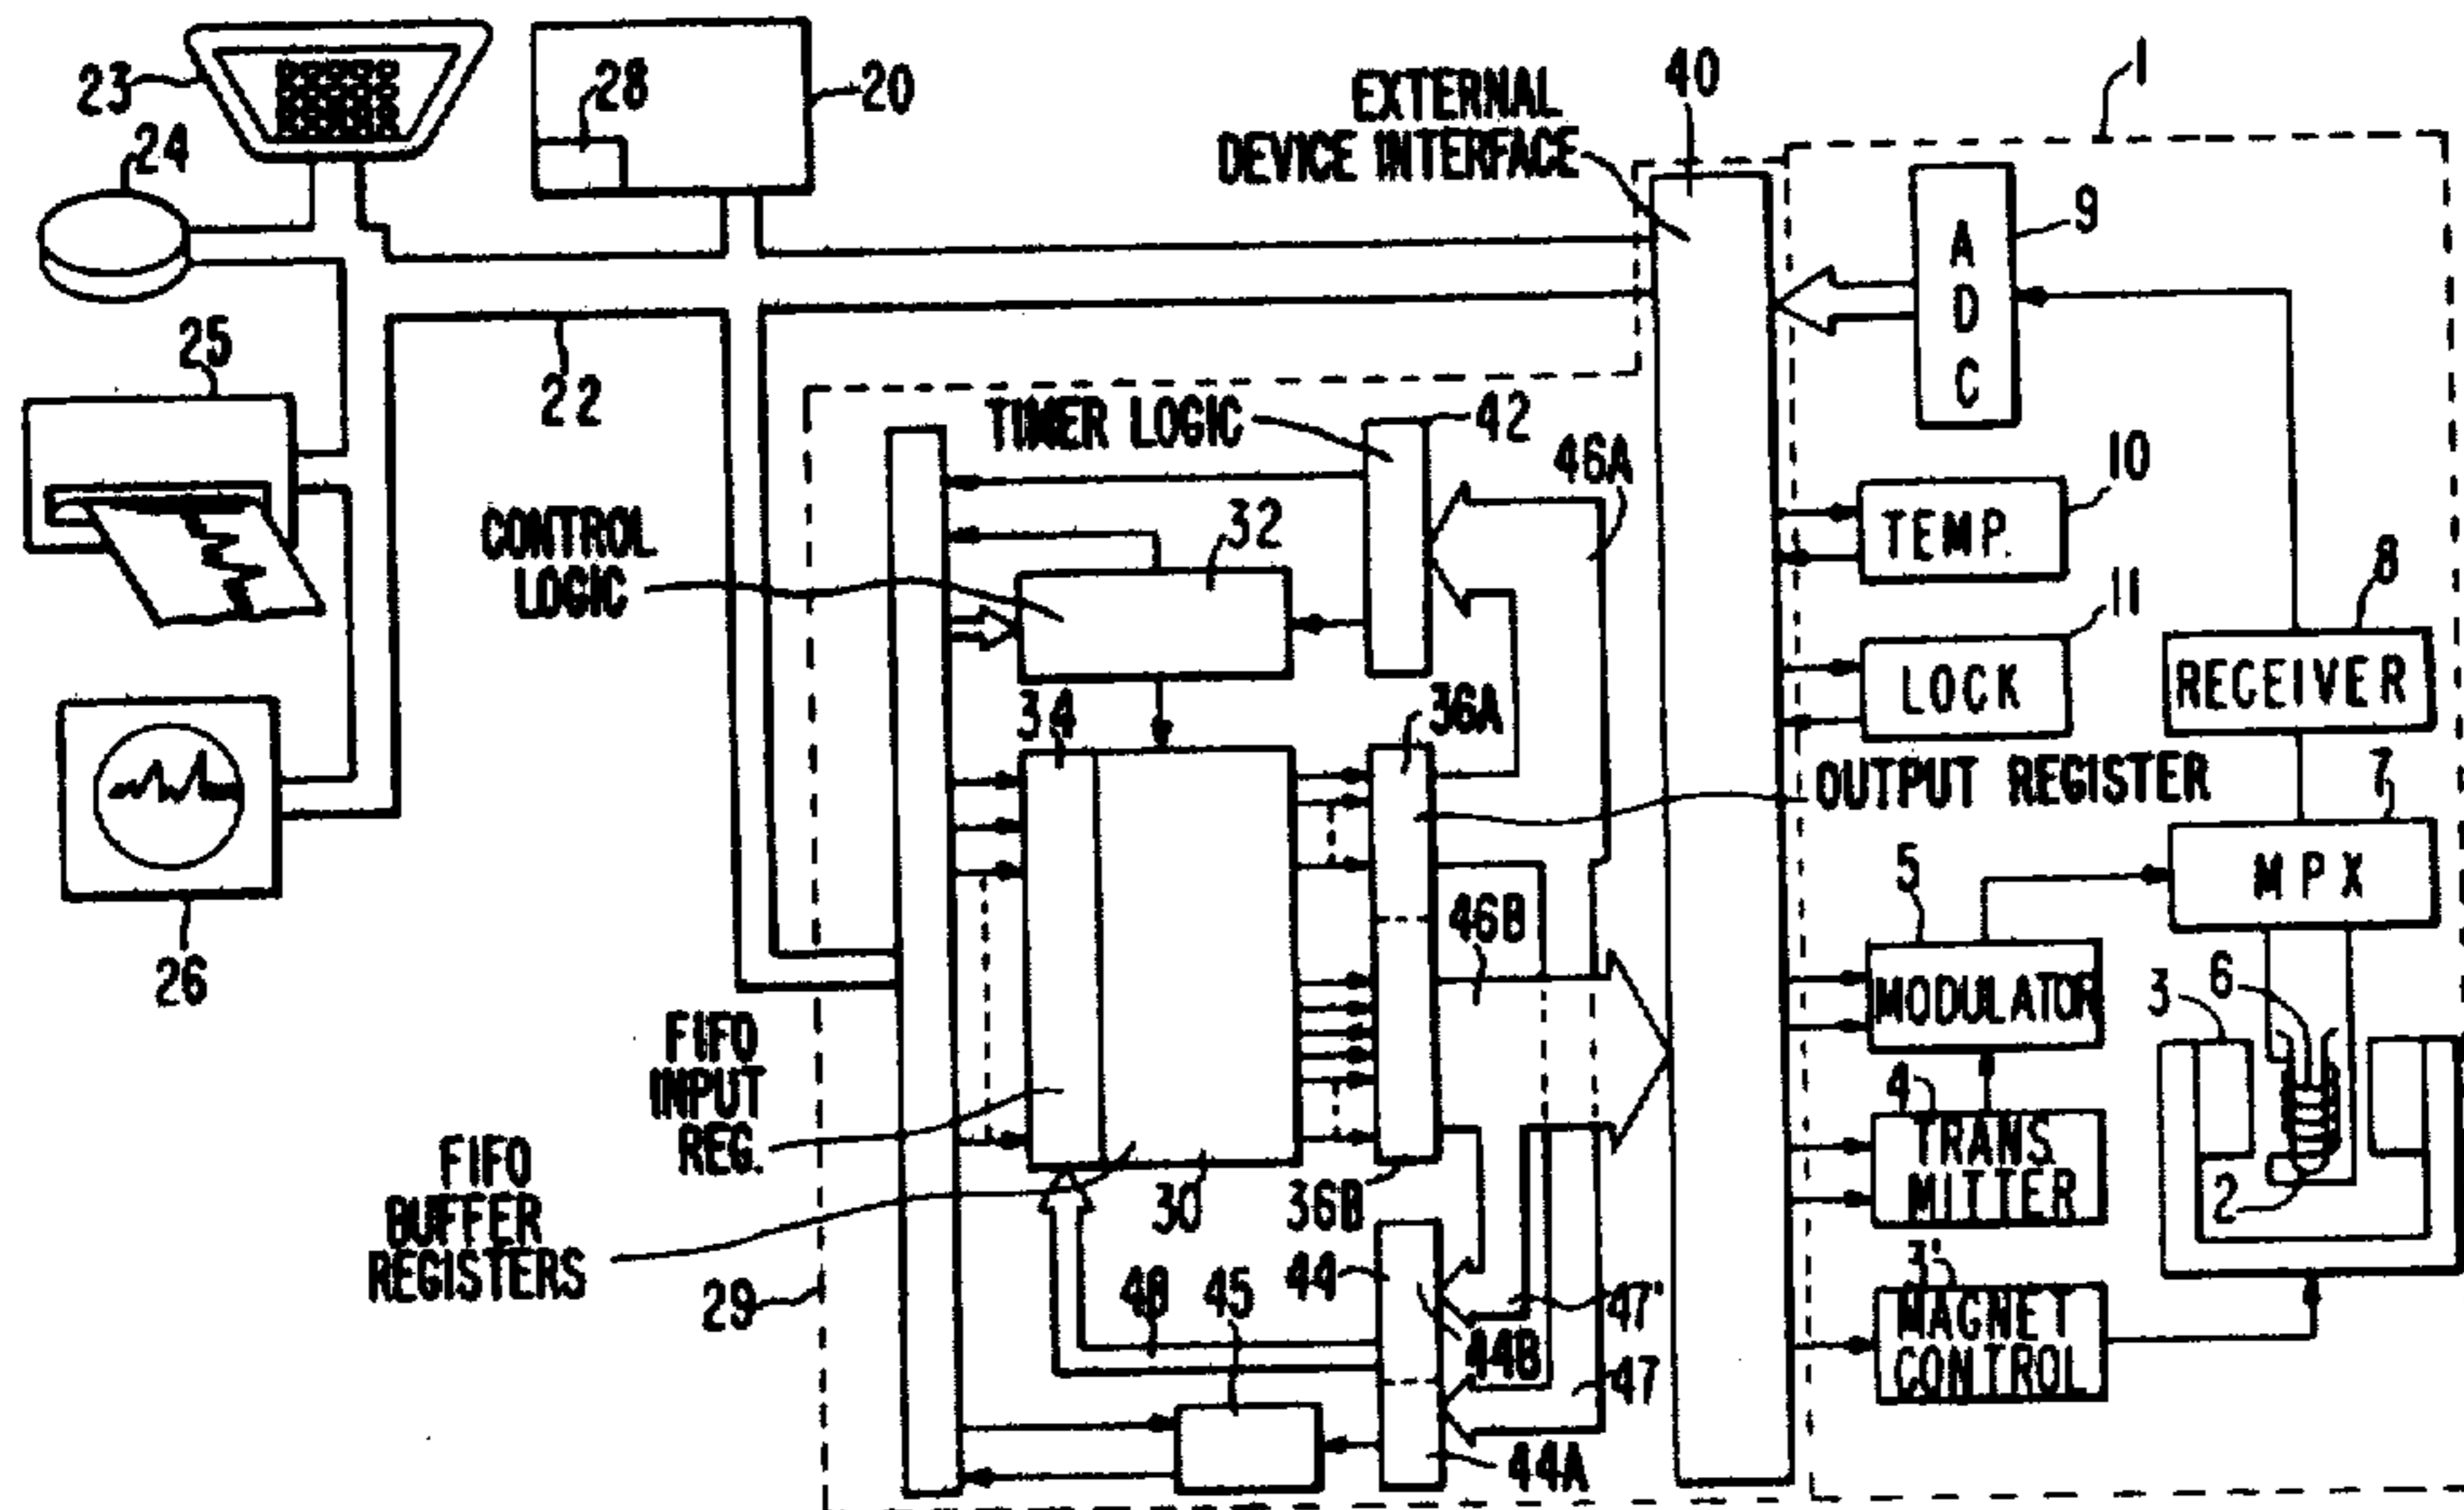 23
24
28
20
EXTERNAL
DEVICE INTERFACE
40
1
A
D
C
9
25
22
TIMER LOGIC
42
46A
TEMP.
10
CONTROL
LOGIC
32
LOCK
11
8
RECEIVER
34
36A
OUTPUT REGISTER
7
MPX
5
MODULATOR
46B
26
3
6
FIFO
INPUT
REG.
4
TRANS
MITTER
2
FIFO
BUFFER
REGISTERS
30
36B
29
45
44
44B
47'
47
3'
MAGNET
CONTROL
44A